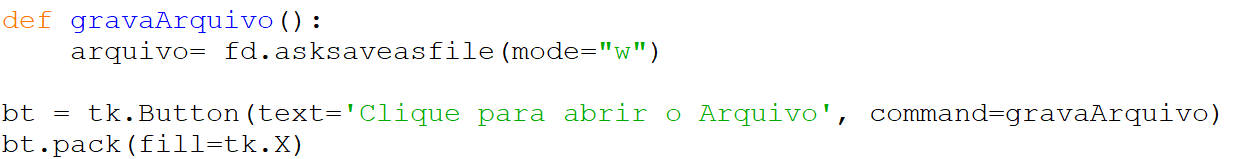 def gravaArquivo():
    arquivo= fd.asksaveasfile(mode="w")

bt = tk.Button(text='Clique para abrir o Arquivo', command=gravaArquivo)
bt.pack(fill=tk.X)